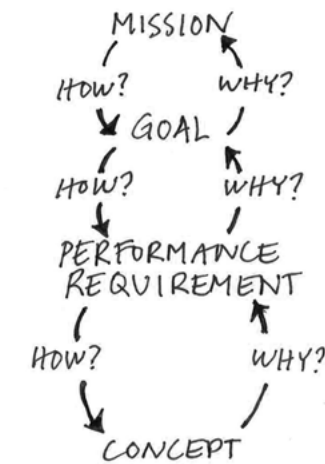 MISSION
HOW? WHY?
GOAL
HOW? WHY?
PERFORMANCE
REQUIREMENT
HOW? WHY?
CONCEPT